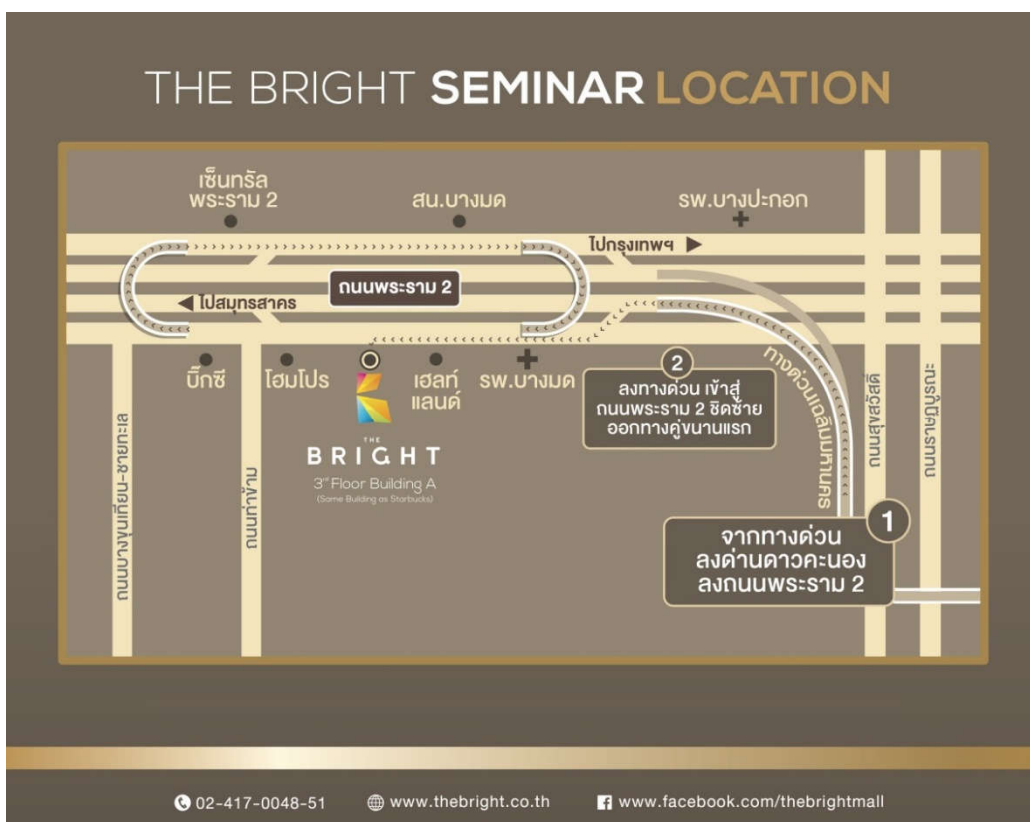 THE BRIGHT SEMINAR LOCATION
เซ็นทรัล
พระราม 2
สน.บางมด
รพ.บางปะกอก
ไปกรุงเทพฯ
ถนนพระราม 2
ไปสมุทรสาคร
บิ๊กซี
โฮมโปร
เฮลท์
แลนด์
รพ.บางมด
THE
BRIGHT
3rd Floor Building A
(Same Building as Starbucks)
2
ลงทางด่วน เข้าสู่
ถนนพระราม 2 ชิดซ้าย
ออกทางคู่ขนานแรก
ทางด่วนเฉลิมมหานคร
ถนนสุขสวัสดิ์
ถนนราษฎร์บูรณะ
ถนนบางขุนเทียน-ชายทะเล
ถนนท่าข้าม
1
จากทางด่วน
ลงด่านดาวคะนอง
ลงถนนพระราม 2
02-417-0048-51
www.thebright.co.th
www.facebook.com/thebrightmall